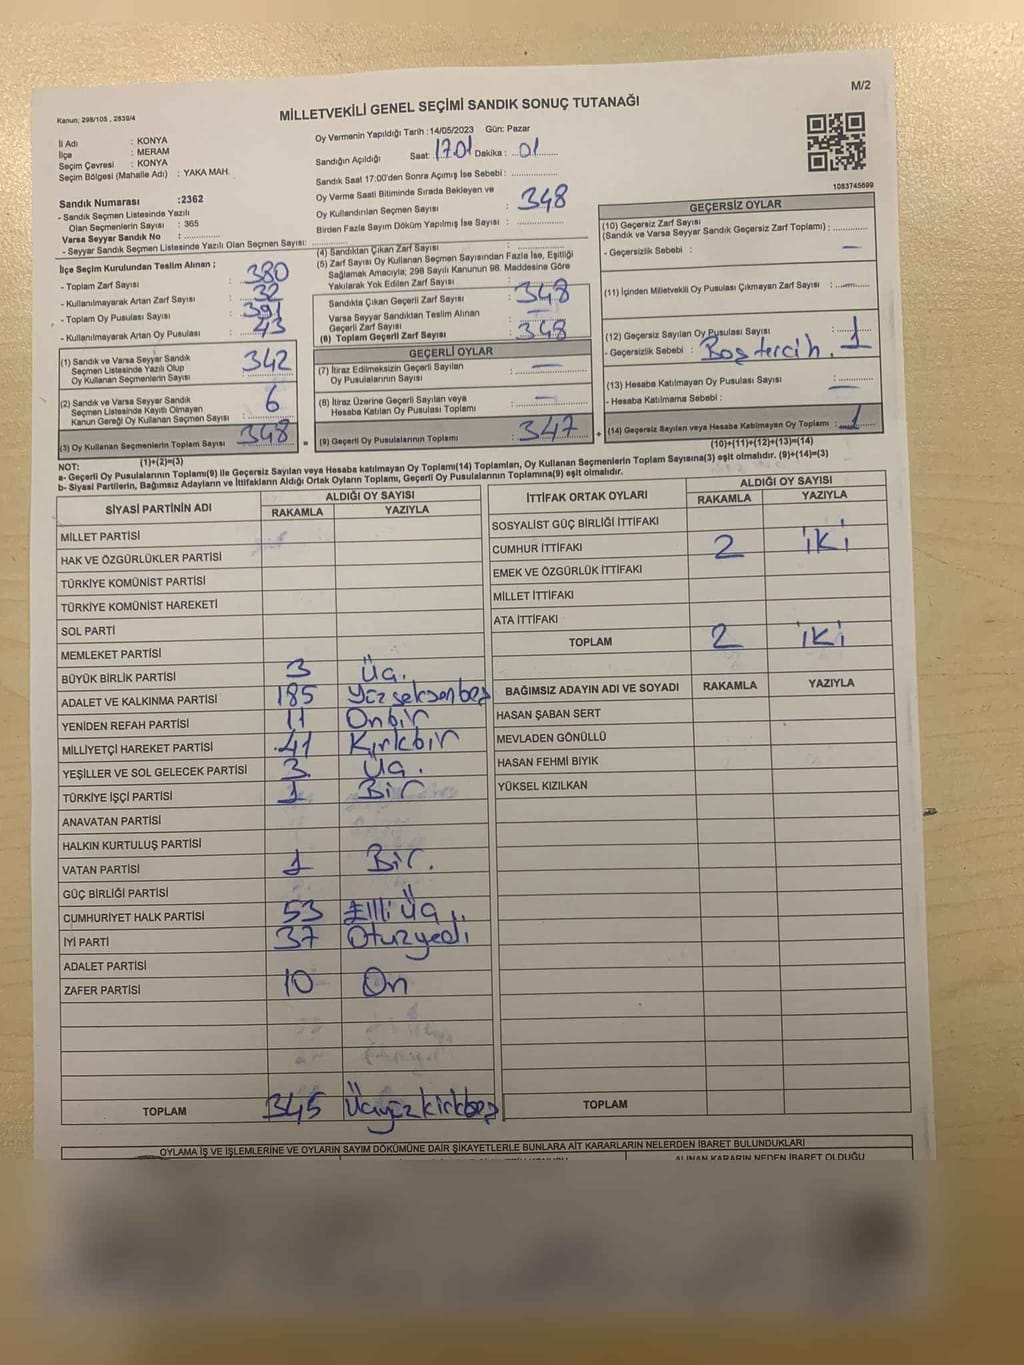 M/2
Kanun; 298/105 , 2839/4
MİLLETVEKİLİ GENEL SEÇİMİ SANDIK SONUÇ TUTANAĞI
İl Adı : KONYA
İlçe : MERAM
Seçim Çevresi : KONYA
Seçim Bölgesi (Mahalle Adı) : YAKA MAH.
Sandık Numarası :2362
- Sandık Seçmen Listesinde Yazılı
Olan Seçmenlerin Sayısı : 365
Varsa Seyyar Sandık No :
- Seyyar Sandık Seçmen Listesinde Yazılı Olan Seçmen Sayısı:
Oy Vermenin Yapıldığı Tarih :14/05/2023 Gün: Pazar
Sandığın Açıldığı Saat: 1701 Dakika : 01
Sandık Saat 17:00'den Sonra Açımış İse Sebebi :
Oy Verme Saati Bitiminde Sırada Bekleyen ve
Oy Kullandırılan Seçmen Sayısı : 348
Birden Fazla Sayım Döküm Yapılmış İse Sayısı :
1083745699
İlçe Seçim Kurulundan Teslim Alınan ;
- Toplam Zarf Sayısı : 380
- Kullanılmayarak Artan Zarf Sayısı : 32
- Toplam Oy Pusulası Sayısı : 391
- Kullanılmayarak Artan Oy Pusulası : 43
(1) Sandık ve Varsa Seyyar Sandık
Seçmen Listesinde Yazılı Olup
Oy Kullanan Seçmenlerin Sayısı : 342
(2) Sandık ve Varsa Seyyar Sandık
Seçmen Listesinde Kayıtlı Olmayan
Kanun Gereği Oy Kullanan Seçmen Sayısı : 6
(3) Oy Kullanan Seçmenlerin Toplam Sayısı : 348
(1)+(2)=(3)
(4) Sandıktan Çıkan Zarf Sayısı :
(5) Zarf Sayısı Oy Kullanan Seçmen Sayısından Fazla İse, Eşitliği
Sağlamak Amacıyla; 298 Sayılı Kanunun 98. Maddesine Göre
Yakılarak Yok Edilen Zarf Sayısı :
Sandıkta Çıkan Geçerli Zarf Sayısı : 348
Varsa Seyyar Sandıktan Teslim Alınan
Geçerli Zarf Sayısı : —
(6) Toplam Geçerli Zarf Sayısı : 348
GEÇERLİ OYLAR
(7) İtiraz Edilmeksizin Geçerli Sayılan
Oy Pusulalarının Sayısı : —
(8) İtiraz Üzerine Geçerli Sayılan veya
Hesaba Katılan Oy Pusulası Toplamı : —
(9) Geçerli Oy Pusulalarının Toplamı : 347
GEÇERSİZ OYLAR
(10) Geçersiz Zarf Sayısı
(Sandık ve Varsa Seyyar Sandık Geçersiz Zarf Toplamı) :
- Geçersizlik Sebebi : —
(11) İçinden Milletvekili Oy Pusulası Çıkmayan Zarf Sayısı : —
(12) Geçersiz Sayılan Oy Pusulası Sayısı : 1
- Geçersizlik Sebebi : Boş tercih.
(13) Hesaba Katılmayan Oy Pusulası Sayısı :
- Hesaba Katılmama Sebebi : —
(14) Geçersiz Sayılan veya Hesaba Katılmayan Oy Toplamı : 1
(10)+(11)+(12)+(13)=(14)
NOT:
a- Geçerli Oy Pusulalarının Toplamı(9) ile Geçersiz Sayılan veya Hesaba katılmayan Oy Toplamı(14) Toplamları, Oy Kullanan Seçmenlerin Toplam Sayısına(3) eşit olmalıdır. (9)+(14)=(3)
b- Siyasi Partilerin, Bağımsız Adayların ve İttifakların Aldığı Ortak Oyların Toplamı, Geçerli Oy Pusulalarının Toplamına(9) eşit olmalıdır.
SİYASİ PARTİNİN ADI ALDIĞI OY SAYISI
RAKAMLA YAZIYLA
MİLLET PARTİSİ
HAK VE ÖZGÜRLÜKLER PARTİSİ
TÜRKİYE KOMÜNİST PARTİSİ
TÜRKİYE KOMÜNİST HAREKETİ
SOL PARTİ
MEMLEKET PARTİSİ
BÜYÜK BİRLİK PARTİSİ 3 Üç.
ADALET VE KALKINMA PARTİSİ 185 Yüzseksenbeş
YENİDEN REFAH PARTİSİ 11 Onbir
MİLLİYETÇİ HAREKET PARTİSİ 41 Kırkbir
YEŞİLLER VE SOL GELECEK PARTİSİ 3 Üç.
TÜRKİYE İŞÇİ PARTİSİ 1 Bir
ANAVATAN PARTİSİ
HALKIN KURTULUŞ PARTİSİ
VATAN PARTİSİ 1 Bir.
GÜÇ BİRLİĞİ PARTİSİ
CUMHURİYET HALK PARTİSİ 53 Elli Üç
İYİ PARTİ 37 Otuzyedi
ADALET PARTİSİ
ZAFER PARTİSİ 10 On
TOPLAM 345 Üçyüzkırkbeş
İTTİFAK ORTAK OYLARI ALDIĞI OY SAYISI
RAKAMLA YAZIYLA
SOSYALİST GÜÇ BİRLİĞİ İTTİFAKI
CUMHUR İTTİFAKI 2 iki
EMEK VE ÖZGÜRLÜK İTTİFAKI
MİLLET İTTİFAKI
ATA İTTİFAKI
TOPLAM 2 iki
BAĞIMSIZ ADAYIN ADI VE SOYADI RAKAMLA YAZIYLA
HASAN ŞABAN SERT
MEVLADEN GÖNÜLLÜ
HASAN FEHMİ BIYIK
YÜKSEL KIZILKAN
TOPLAM
OYLAMA İŞ VE İŞLEMLERİNE VE OYLARIN SAYIM DÖKÜMÜNE DAİR ŞİKAYETLERLE BUNLARA AİT KARARLARIN NELERDEN İBARET BULUNDUKLARI
ALINAN KARARIN NEDEN İBARET OLDUĞU